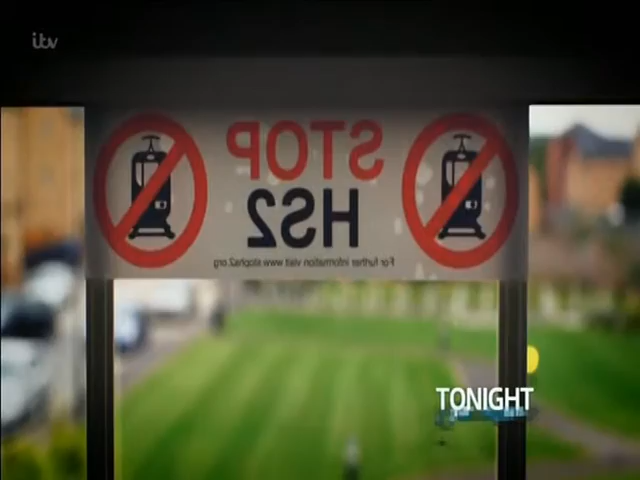 itv
STOP
HS2
For further information visit www.stophs2.org
TONIGHT